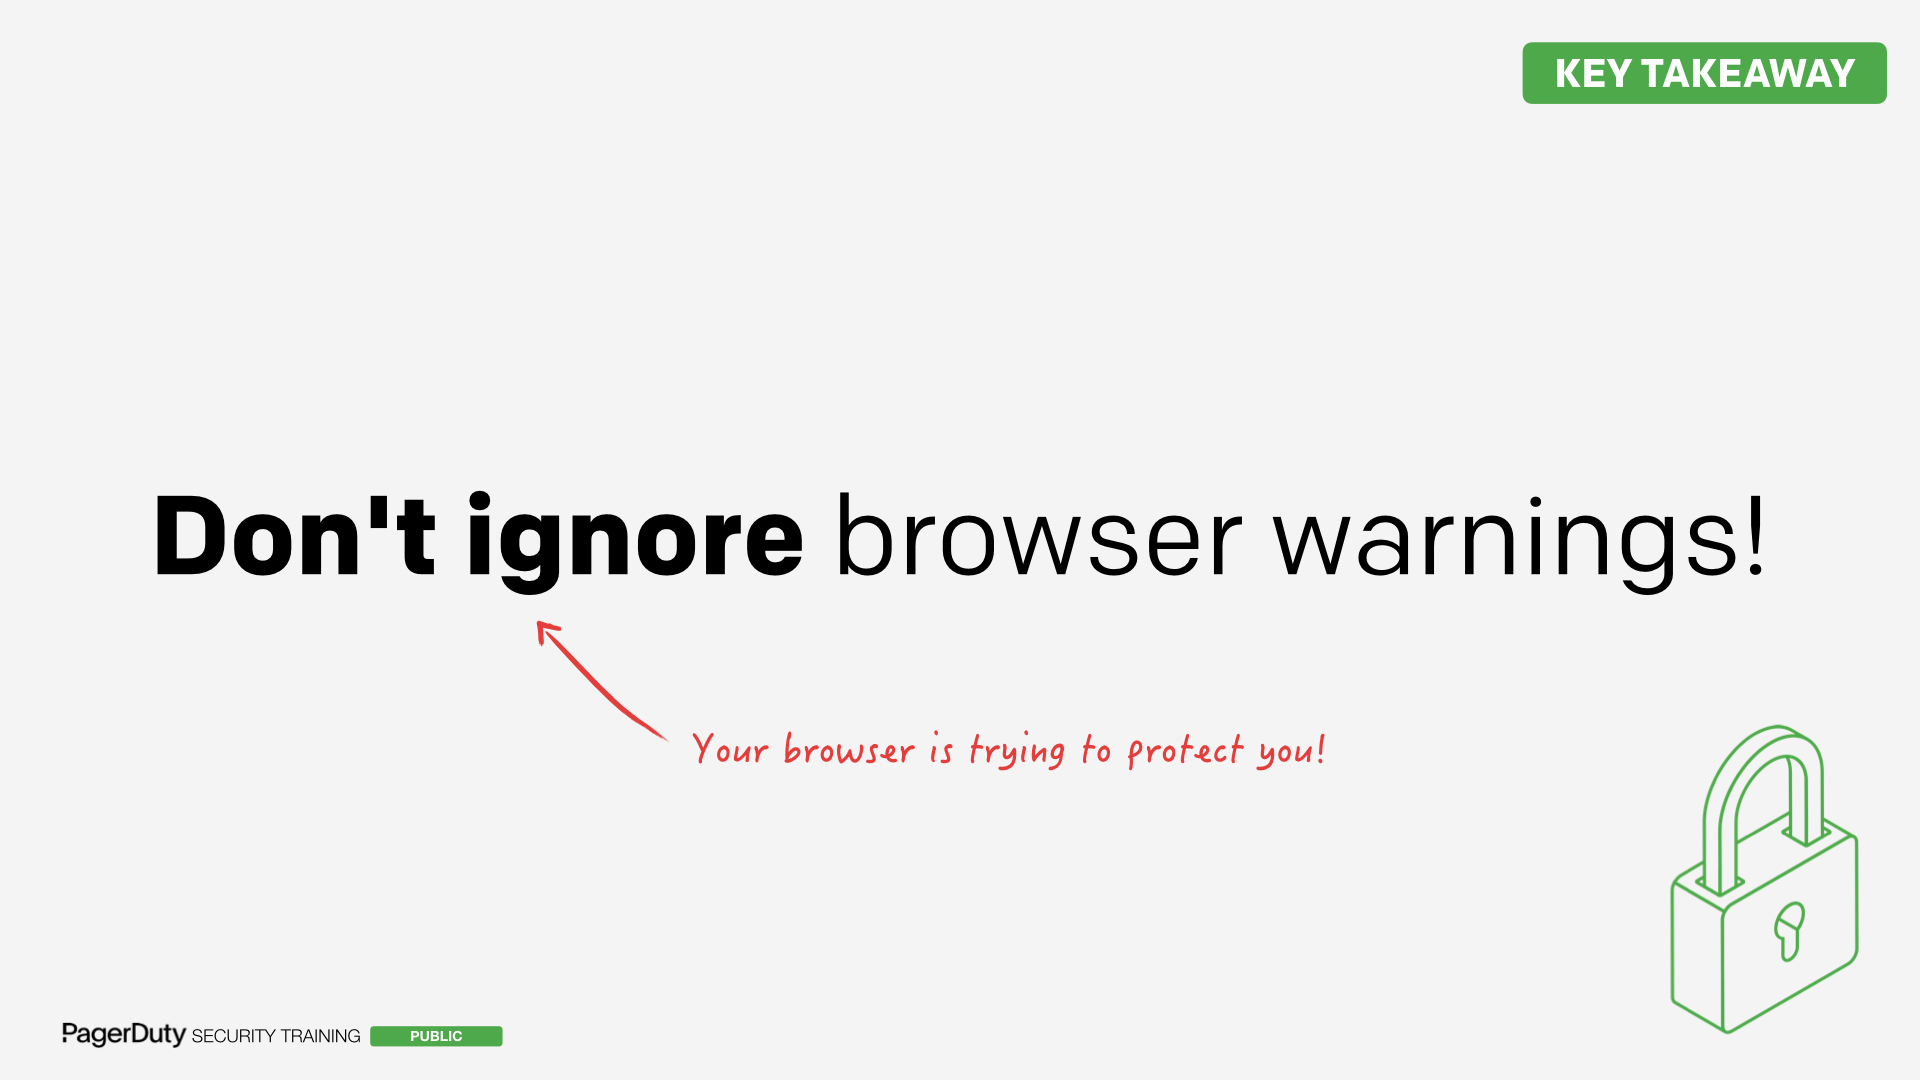 KEY TAKEAWAY
Don't ignore browser warnings!
Your browser is trying to protect you!
PagerDuty SECURITY TRAINING PUBLIC